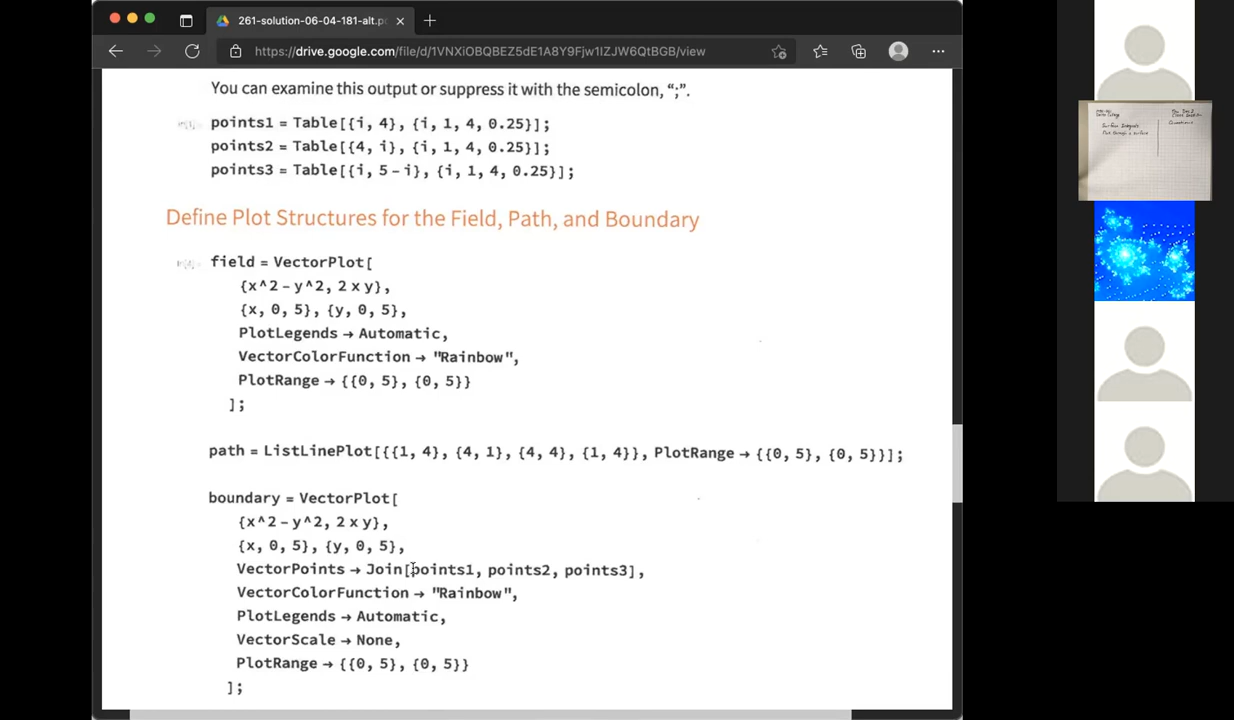 261-solution-06-04-181-alt.p
https://drive.google.com/file/d/1VNXiOBQBEZ5dE1A8Y9Fjw1IZJW6QtBGB/view
You can examine this output or suppress it with the semicolon, “;”.
points1 = Table[{i, 4}, {i, 1, 4, 0.25}];
points2 = Table[{4, i}, {i, 1, 4, 0.25}];
points3 = Table[{i, 5 - i}, {i, 1, 4, 0.25}];
Define Plot Structures for the Field, Path, and Boundary
field = VectorPlot[
{x^2 - y^2, 2 x y},
{x, 0, 5}, {y, 0, 5},
PlotLegends → Automatic,
VectorColorFunction → "Rainbow",
PlotRange → {{0, 5}, {0, 5}}
];
path = ListLinePlot[{{1, 4}, {4, 1}, {4, 4}, {1, 4}}, PlotRange → {{0, 5}, {0, 5}}];
boundary = VectorPlot[
{x^2 - y^2, 2 x y},
{x, 0, 5}, {y, 0, 5},
VectorPoints → Join[points1, points2, points3],
VectorColorFunction → "Rainbow",
PlotLegends → Automatic,
VectorScale → None,
PlotRange → {{0, 5}, {0, 5}}
];
Surface Integrals
Flux through a surface